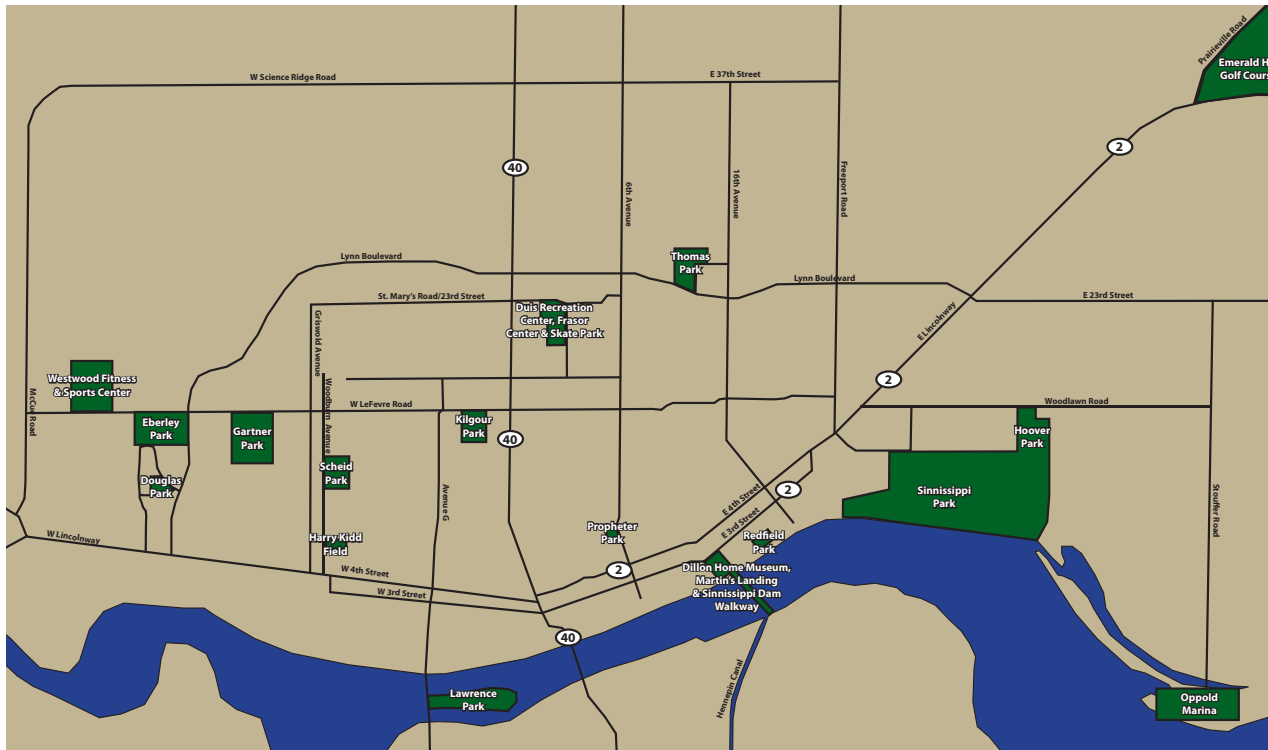 Prairieville Road
Emerald H
Golf Cours
W Science Ridge Road
E 37th Street
2
40
6th Avenue
16th Avenue
Freeport Road
Lynn Boulevard
Thomas
Park
Lynn Boulevard
St. Mary's Road/23rd Street
E 23rd Street
Duis Recreation
Center, Frasor
Center & Skate Park
Griswold Avenue
E Lincolnway
Westwood Fitness
& Sports Center
2
McCue Road
Woodburn Avenue
W LeFevre Road
Woodlawn Road
Eberley
Park
Gartner
Park
Kilgour
Park
40
Hoover
Park
Scheid
Park
Douglas
Park
Avenue G
E 4th Street
2
Sinnissippi
Park
Stouffer Road
E 3rd Street
Propheter
Park
Redfield
Park
W Lincolnway
Harry Kidd
Field
W 4th Street
2
Dillon Home Museum,
Martin's Landing
& Sinnissippi Dam
Walkway
W 3rd Street
40
Hennepin Canal
Lawrence
Park
Oppold
Marina